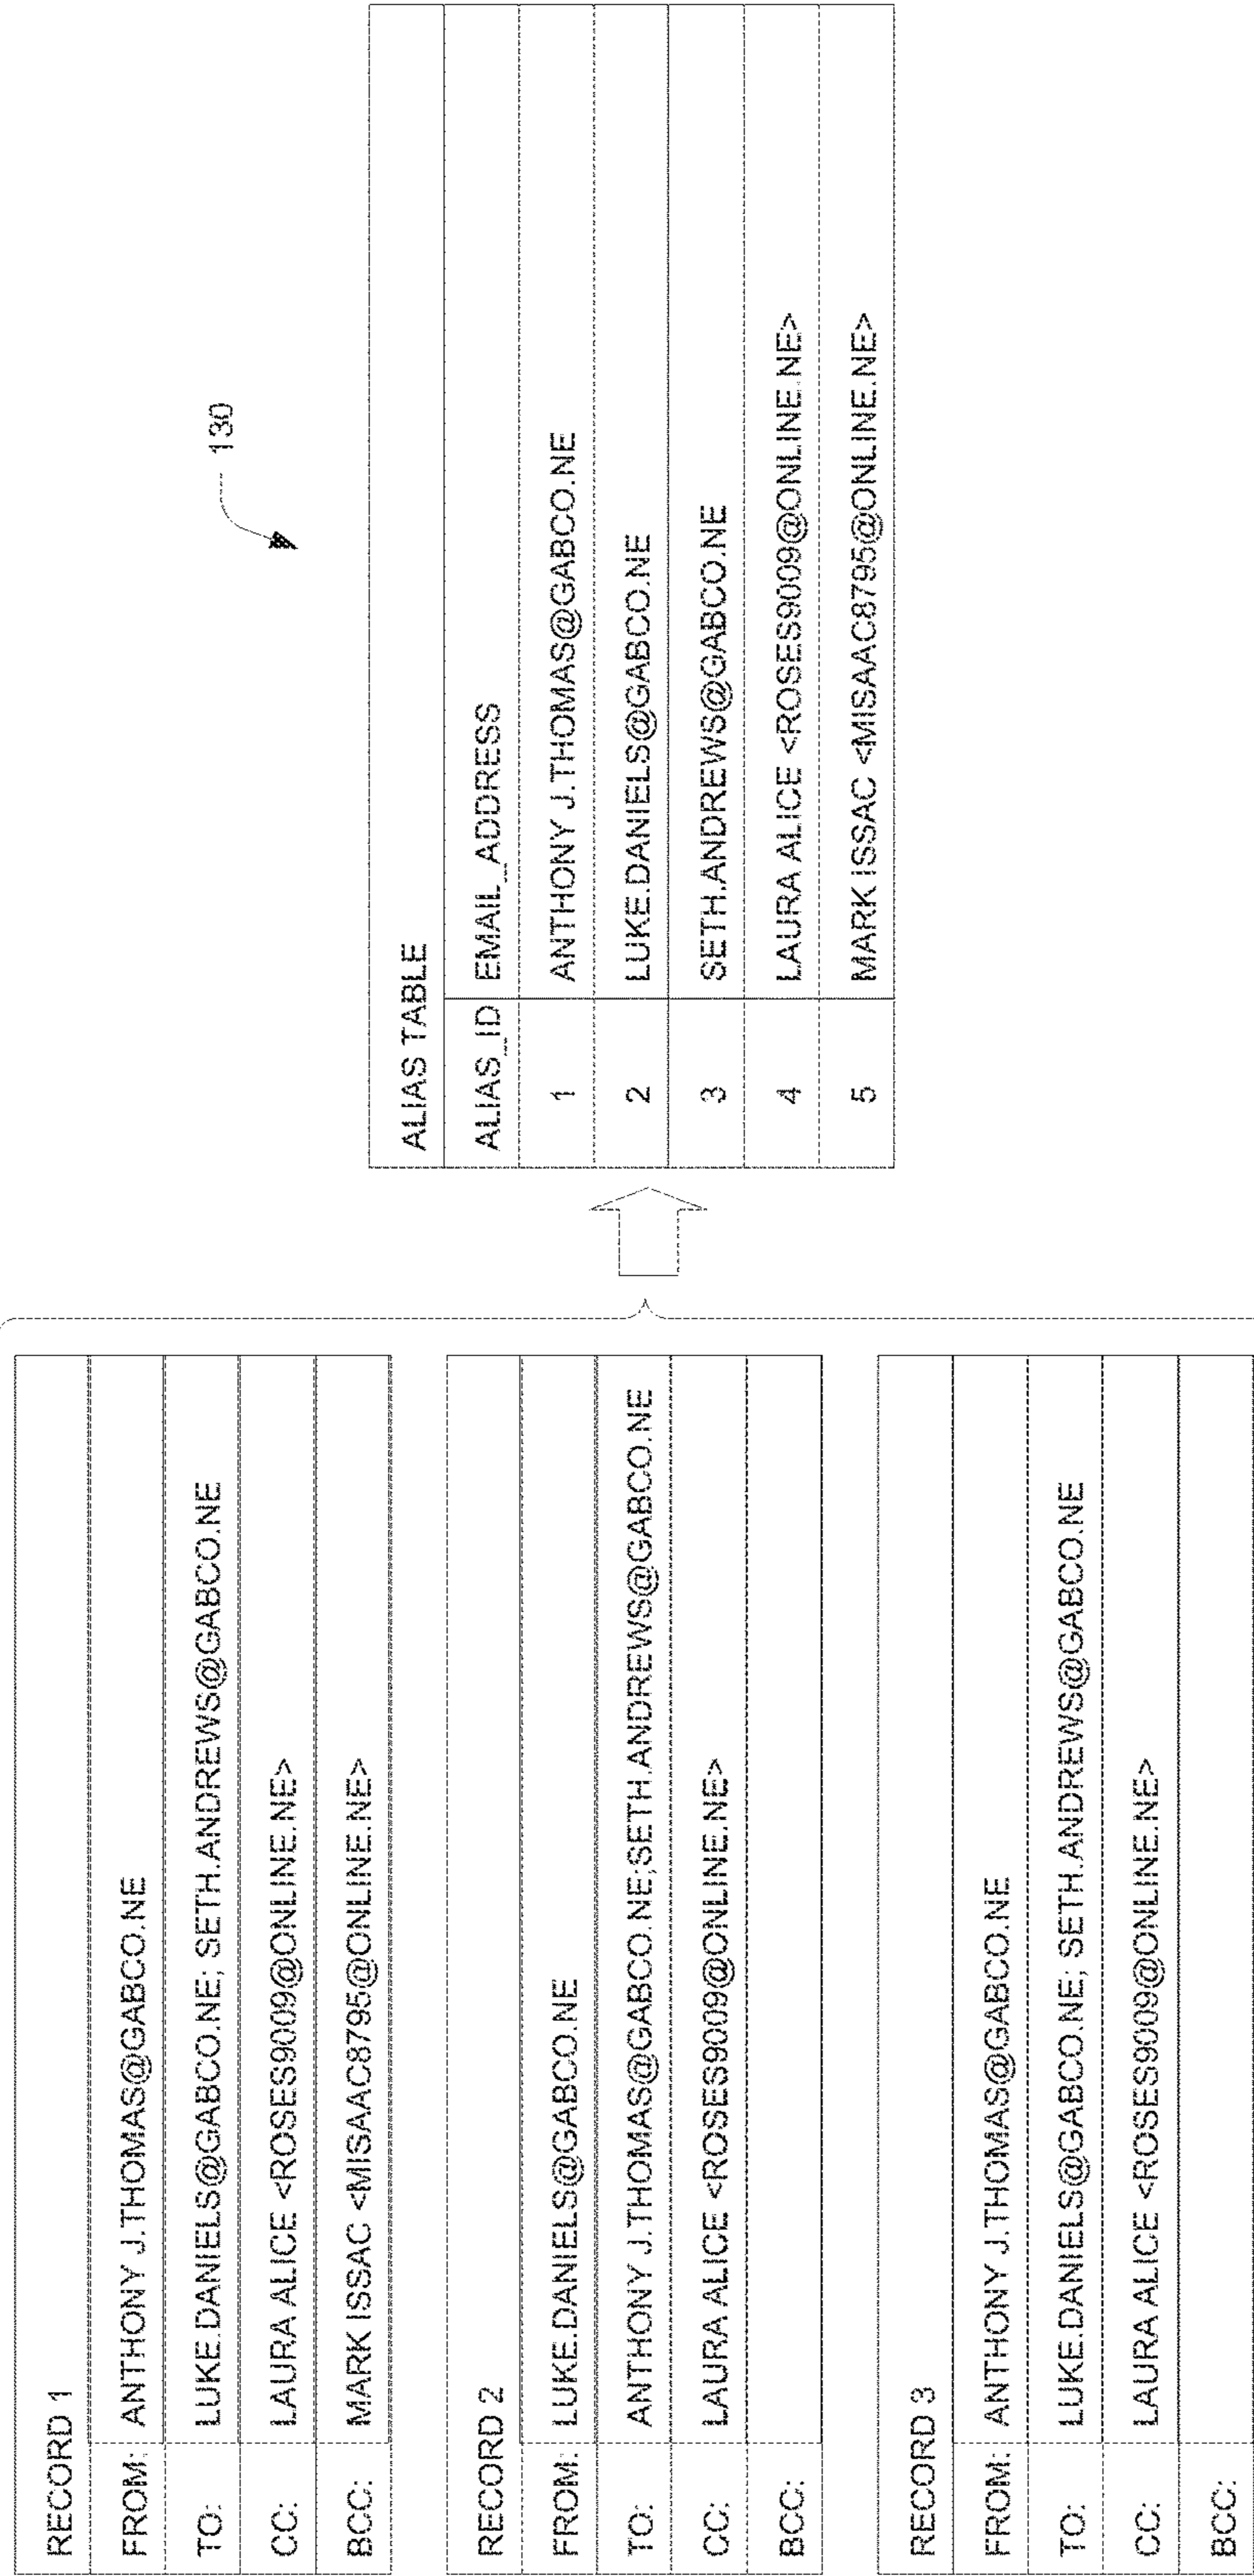 RECORD 1
FROM: ANTHONY J.THOMAS@GABCO.NE
TO: LUKE.DANIELS@GABCO.NE; SETH.ANDREWS@GABCO.NE
CC: LAURA ALICE <ROSES9009@ONLINE.NE>
BCC: MARK ISSAC <MISAAC8795@ONLINE.NE>
RECORD 2
FROM: LUKE.DANIELS@GABCO.NE
TO: ANTHONY J.THOMAS@GABCO.NE;SETH.ANDREWS@GABCO.NE
CC: LAURA ALICE <ROSES9009@ONLINE.NE>
BCC:
RECORD 3
FROM: ANTHONY J.THOMAS@GABCO.NE
TO: LUKE.DANIELS@GABCO.NE; SETH.ANDREWS@GABCO.NE
CC: LAURA ALICE <ROSES9009@ONLINE.NE>
BCC:
130
ALIAS TABLE
ALIAS_ID EMAIL_ADDRESS
1 ANTHONY J.THOMAS@GABCO.NE
2 LUKE.DANIELS@GABCO.NE
3 SETH.ANDREWS@GABCO.NE
4 LAURA ALICE <ROSES9009@ONLINE.NE>
5 MARK ISSAC <MISAAC8795@ONLINE.NE>